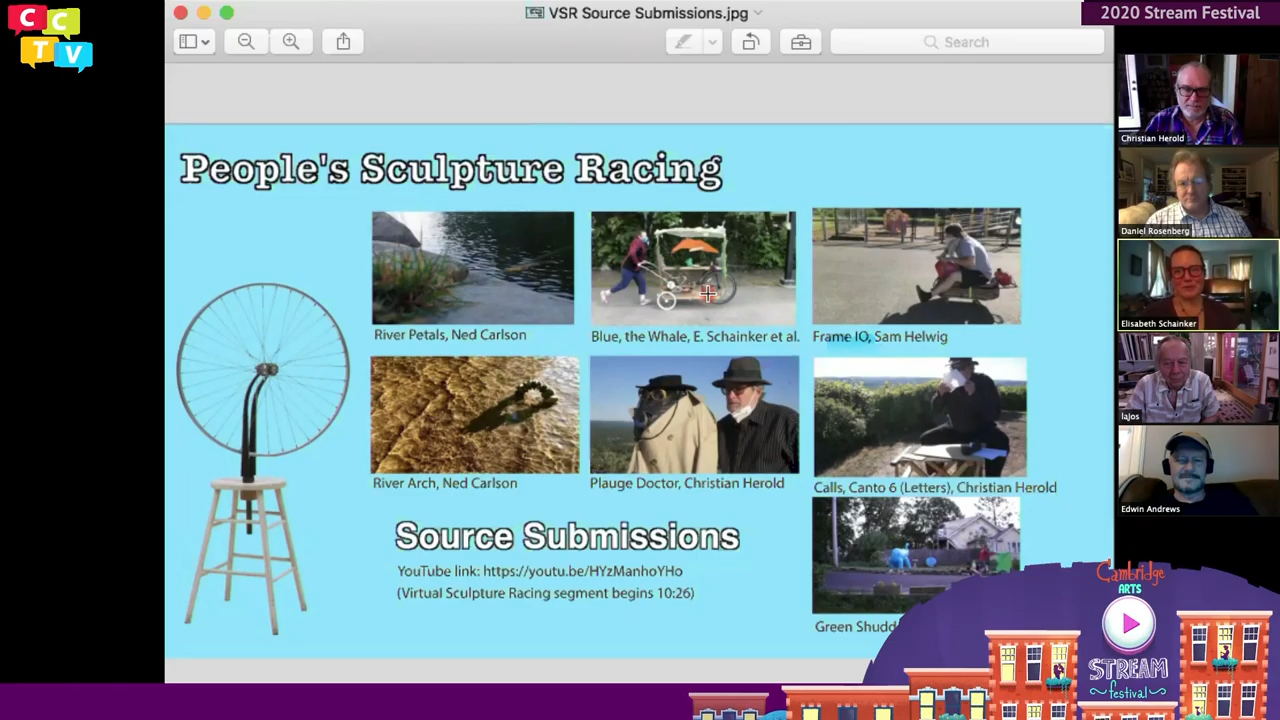 CCTV
VSR Source Submissions.jpg
2020 Stream Festival
Search
People's Sculpture Racing
River Petals, Ned Carlson
Blue, the Whale, E. Schainker et al.
Frame IO, Sam Helwig
River Arch, Ned Carlson
Plauge Doctor, Christian Herold
Calls, Canto 6 (Letters), Christian Herold
Source Submissions
YouTube link: https://youtu.be/HYzManhoYHo
(Virtual Sculpture Racing segment begins 10:26)
Green Shudd
Christian Herold
Daniel Rosenberg
Elisabeth Schainker
lajos
Edwin Andrews
Cambridge
ARTS
STREAM
festival